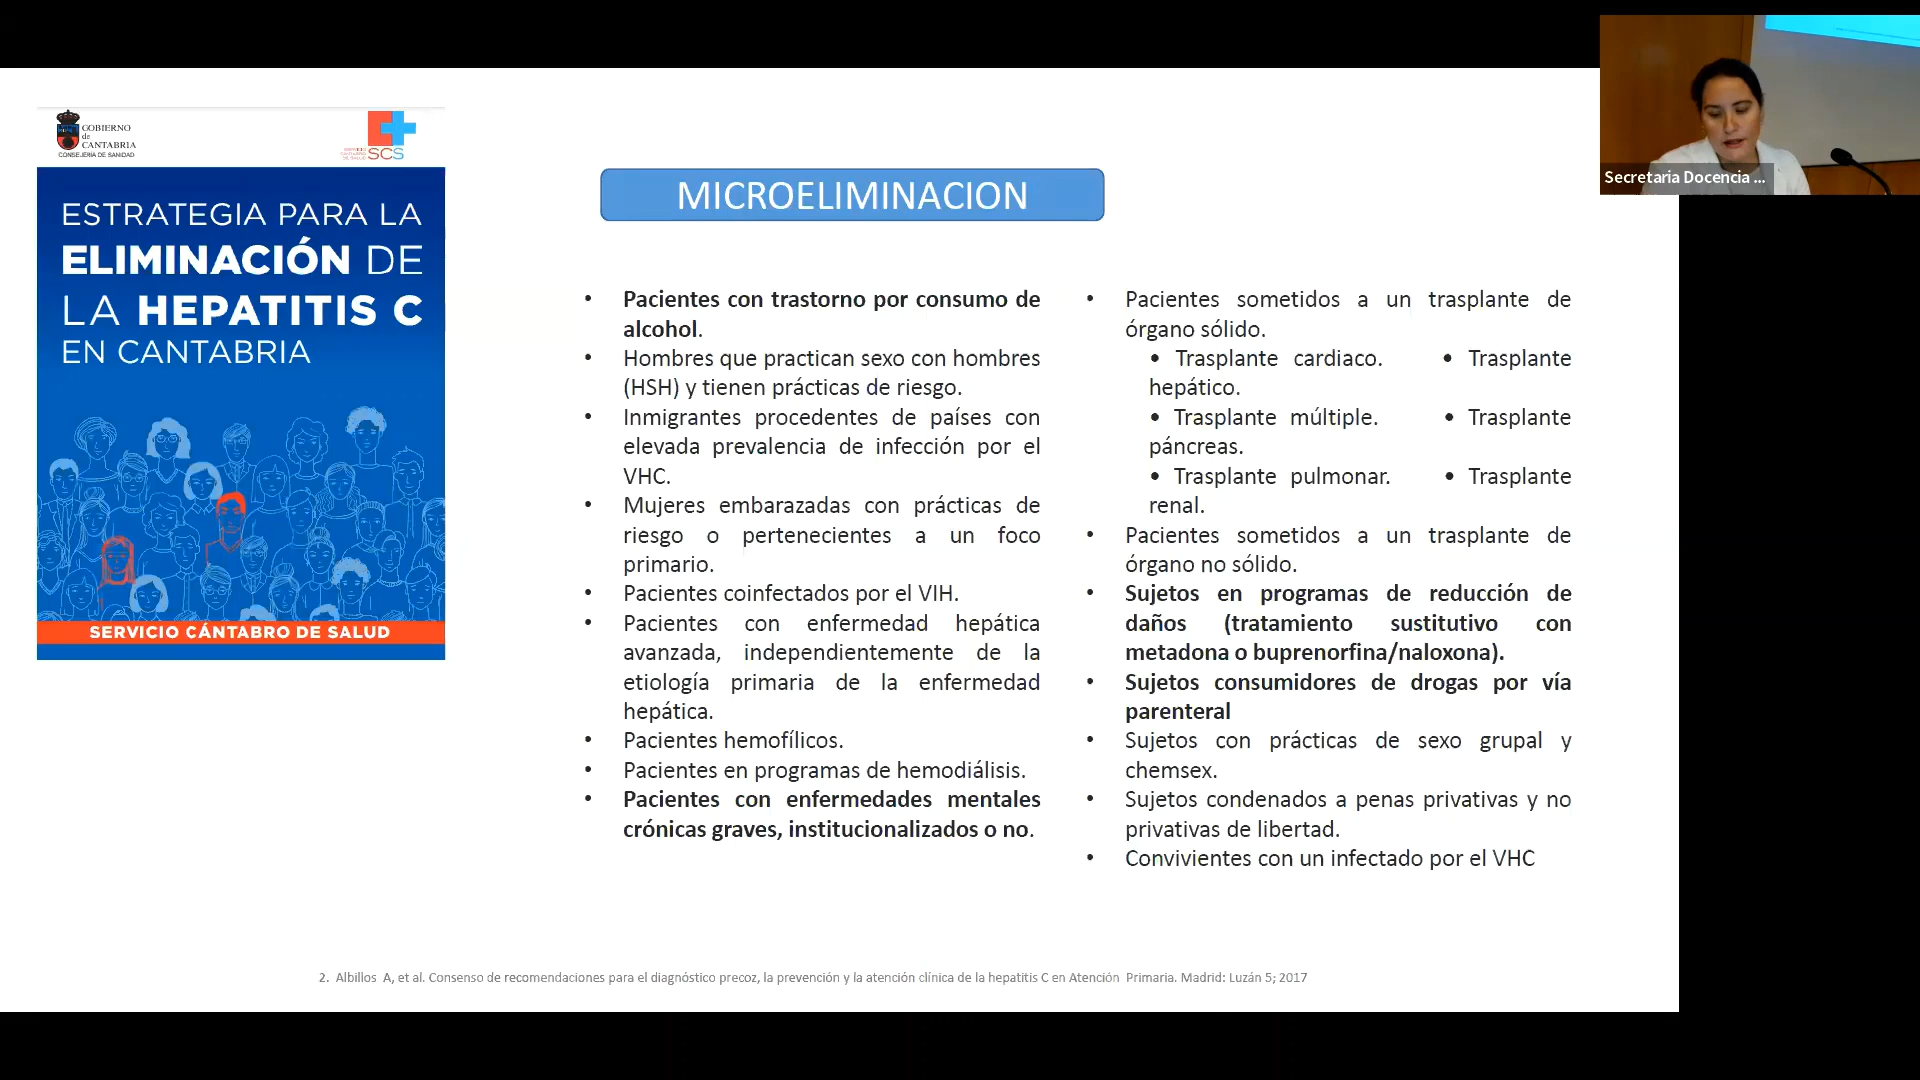 GOBIERNO
de
CANTABRIA
CONSEJERIA DE SANIDAD
SCS
ESTRATEGIA PARA LA
ELIMINACIÓN DE
LA HEPATITIS C
EN CANTABRIA
SERVICIO CÁNTABRO DE SALUD
MICROELIMINACION
• Pacientes con trastorno por consumo de
alcohol.
• Hombres que practican sexo con hombres
(HSH) y tienen prácticas de riesgo.
• Inmigrantes procedentes de países con
elevada prevalencia de infección por el
VHC.
• Mujeres embarazadas con prácticas de
riesgo o pertenecientes a un foco
primario.
• Pacientes coinfectados por el VIH.
• Pacientes con enfermedad hepática
avanzada, independientemente de la
etiología primaria de la enfermedad
hepática.
• Pacientes hemofílicos.
• Pacientes en programas de hemodiálisis.
• Pacientes con enfermedades mentales
crónicas graves, institucionalizados o no.
• Pacientes sometidos a un trasplante de
órgano sólido.
• Trasplante cardiaco. • Trasplante
hepático.
• Trasplante múltiple. • Trasplante
páncreas.
• Trasplante pulmonar. • Trasplante
renal.
• Pacientes sometidos a un trasplante de
órgano no sólido.
• Sujetos en programas de reducción de
daños (tratamiento sustitutivo con
metadona o buprenorfina/naloxona).
• Sujetos consumidores de drogas por vía
parenteral
• Sujetos con prácticas de sexo grupal y
chemsex.
• Sujetos condenados a penas privativas y no
privativas de libertad.
• Convivientes con un infectado por el VHC
2. Albillos A, et al. Consenso de recomendaciones para el diagnóstico precoz, la prevención y la atención clínica de la hepatitis C en Atención Primaria. Madrid: Luzán 5; 2017
Secretaria Docencia ...